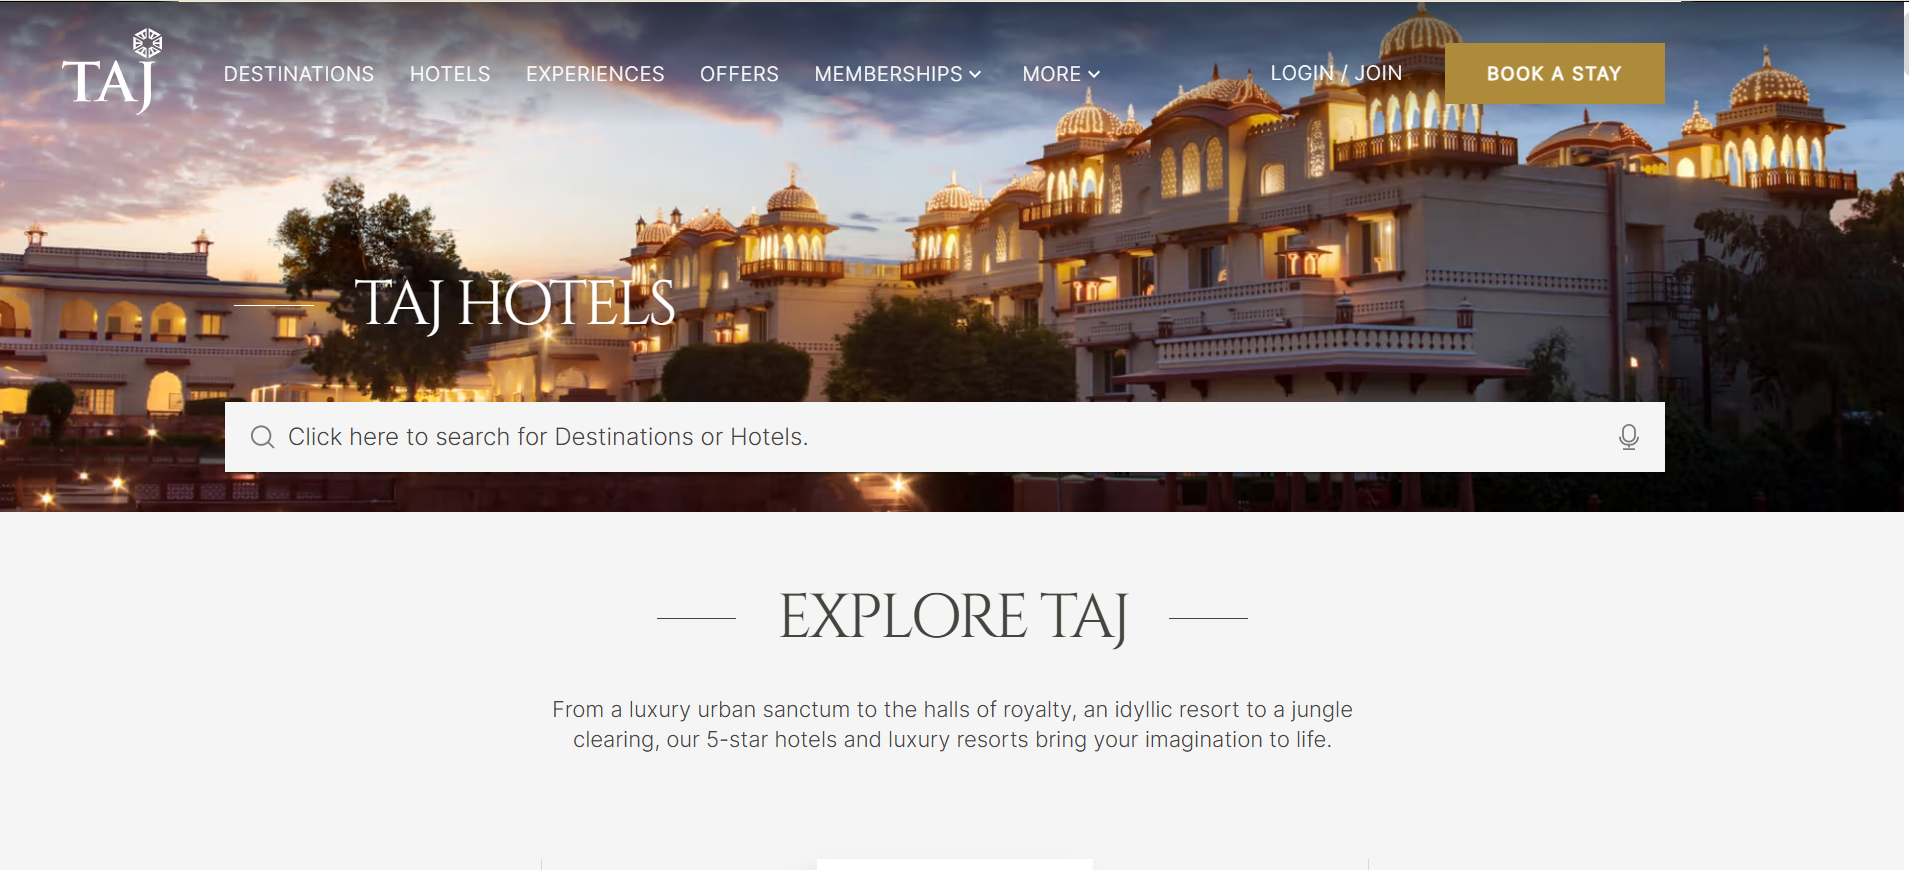 TAJ
DESTINATIONS
HOTELS
EXPERIENCES
OFFERS
MEMBERSHIPS
MORE
LOGIN / JOIN
BOOK A STAY
TAJ HOTELS
Click here to search for Destinations or Hotels.
EXPLORE TAJ
From a luxury urban sanctum to the halls of royalty, an idyllic resort to a jungle
clearing, our 5-star hotels and luxury resorts bring your imagination to life.